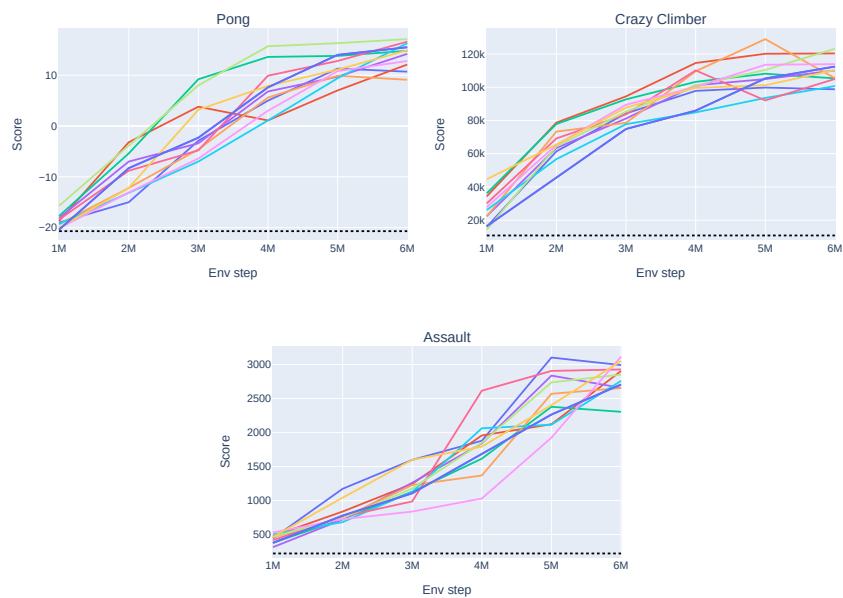 Pong
Crazy Climber
10
0
−10
−20
Score
1M 2M 3M 4M 5M 6M
Env step
120k
100k
80k
60k
40k
20k
Score
1M 2M 3M 4M 5M 6M
Env step
Assault
3000
2500
2000
1500
1000
500
Score
1M 2M 3M 4M 5M 6M
Env step